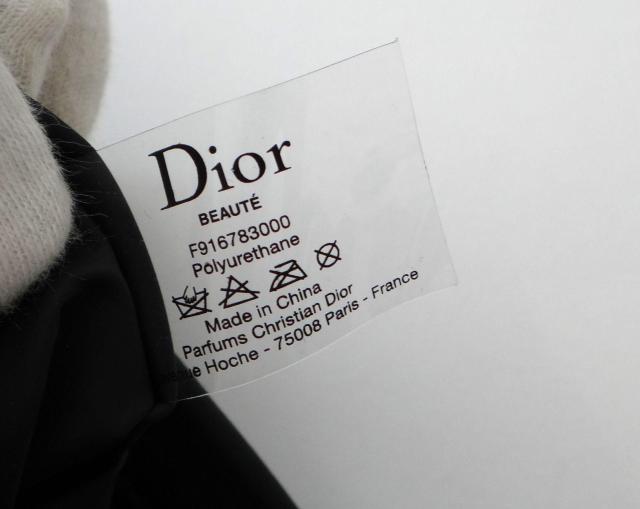 Dior
BEAUTÉ
F916783000
Polyurethane
Made in China
Parfums Christian Dior
Hoche - 75008 Paris - France